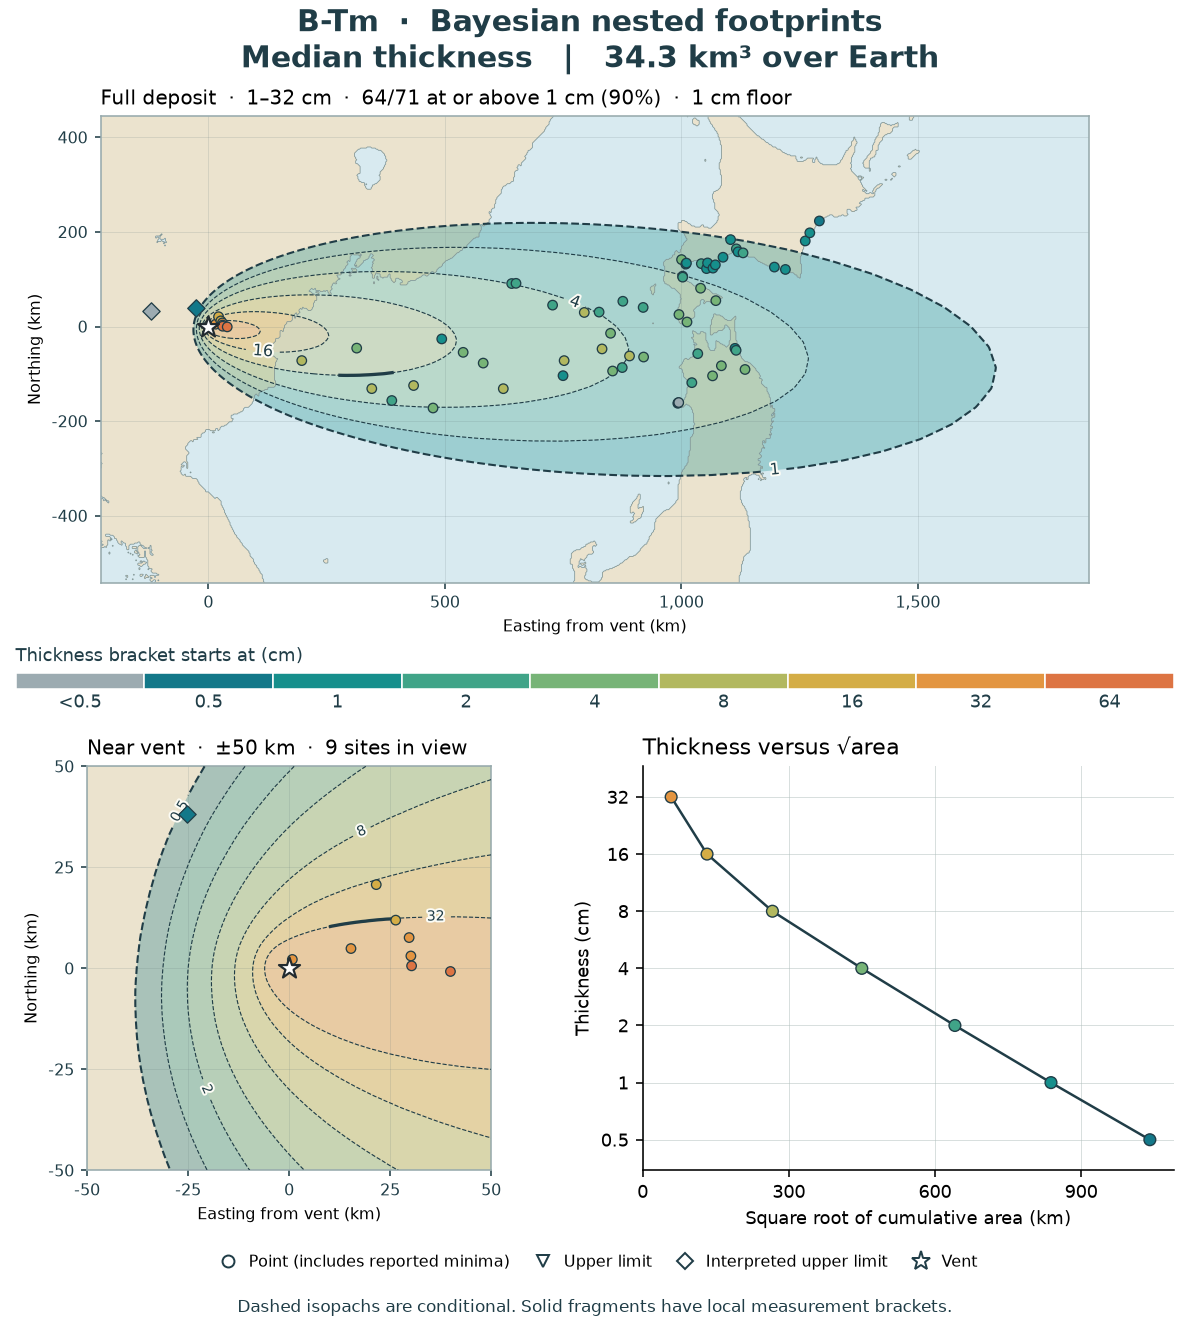 B-Tm · Bayesian nested footprints
Median thickness | 34.3 km³ over Earth
Full deposit · 1–32 cm · 64/71 at or above 1 cm (90%) · 1 cm floor
400
200
0
-200
-400
Northing (km)
4
16
1
0
500
1,000
1,500
Easting from vent (km)
Thickness bracket starts at (cm)
<0.5
0.5
1
2
4
8
16
32
64
Near vent · ±50 km · 9 sites in view
50
25
0
-25
-50
Northing (km)
0.5
8
32
2
-50
-25
0
25
50
Easting from vent (km)
Thickness versus √area
32
16
8
4
2
1
0.5
Thickness (cm)
0
300
600
900
Square root of cumulative area (km)
Point (includes reported minima)
Upper limit
Interpreted upper limit
Vent
Dashed isopachs are conditional. Solid fragments have local measurement brackets.